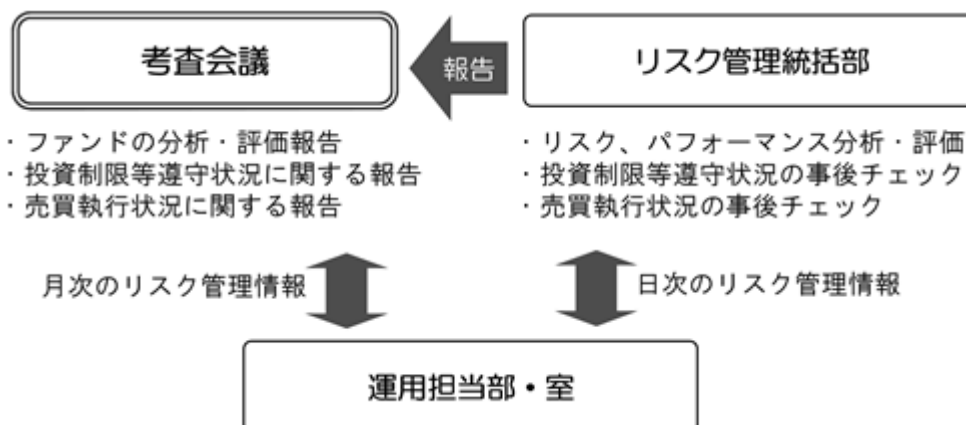 考査会議
報告
リスク管理統括部
・ファンドの分析・評価報告
・投資制限等遵守状況に関する報告
・売買執行状況に関する報告
・リスク、パフォーマンス分析・評価
・投資制限等遵守状況の事後チェック
・売買執行状況の事後チェック
月次のリスク管理情報
日次のリスク管理情報
運用担当部・室